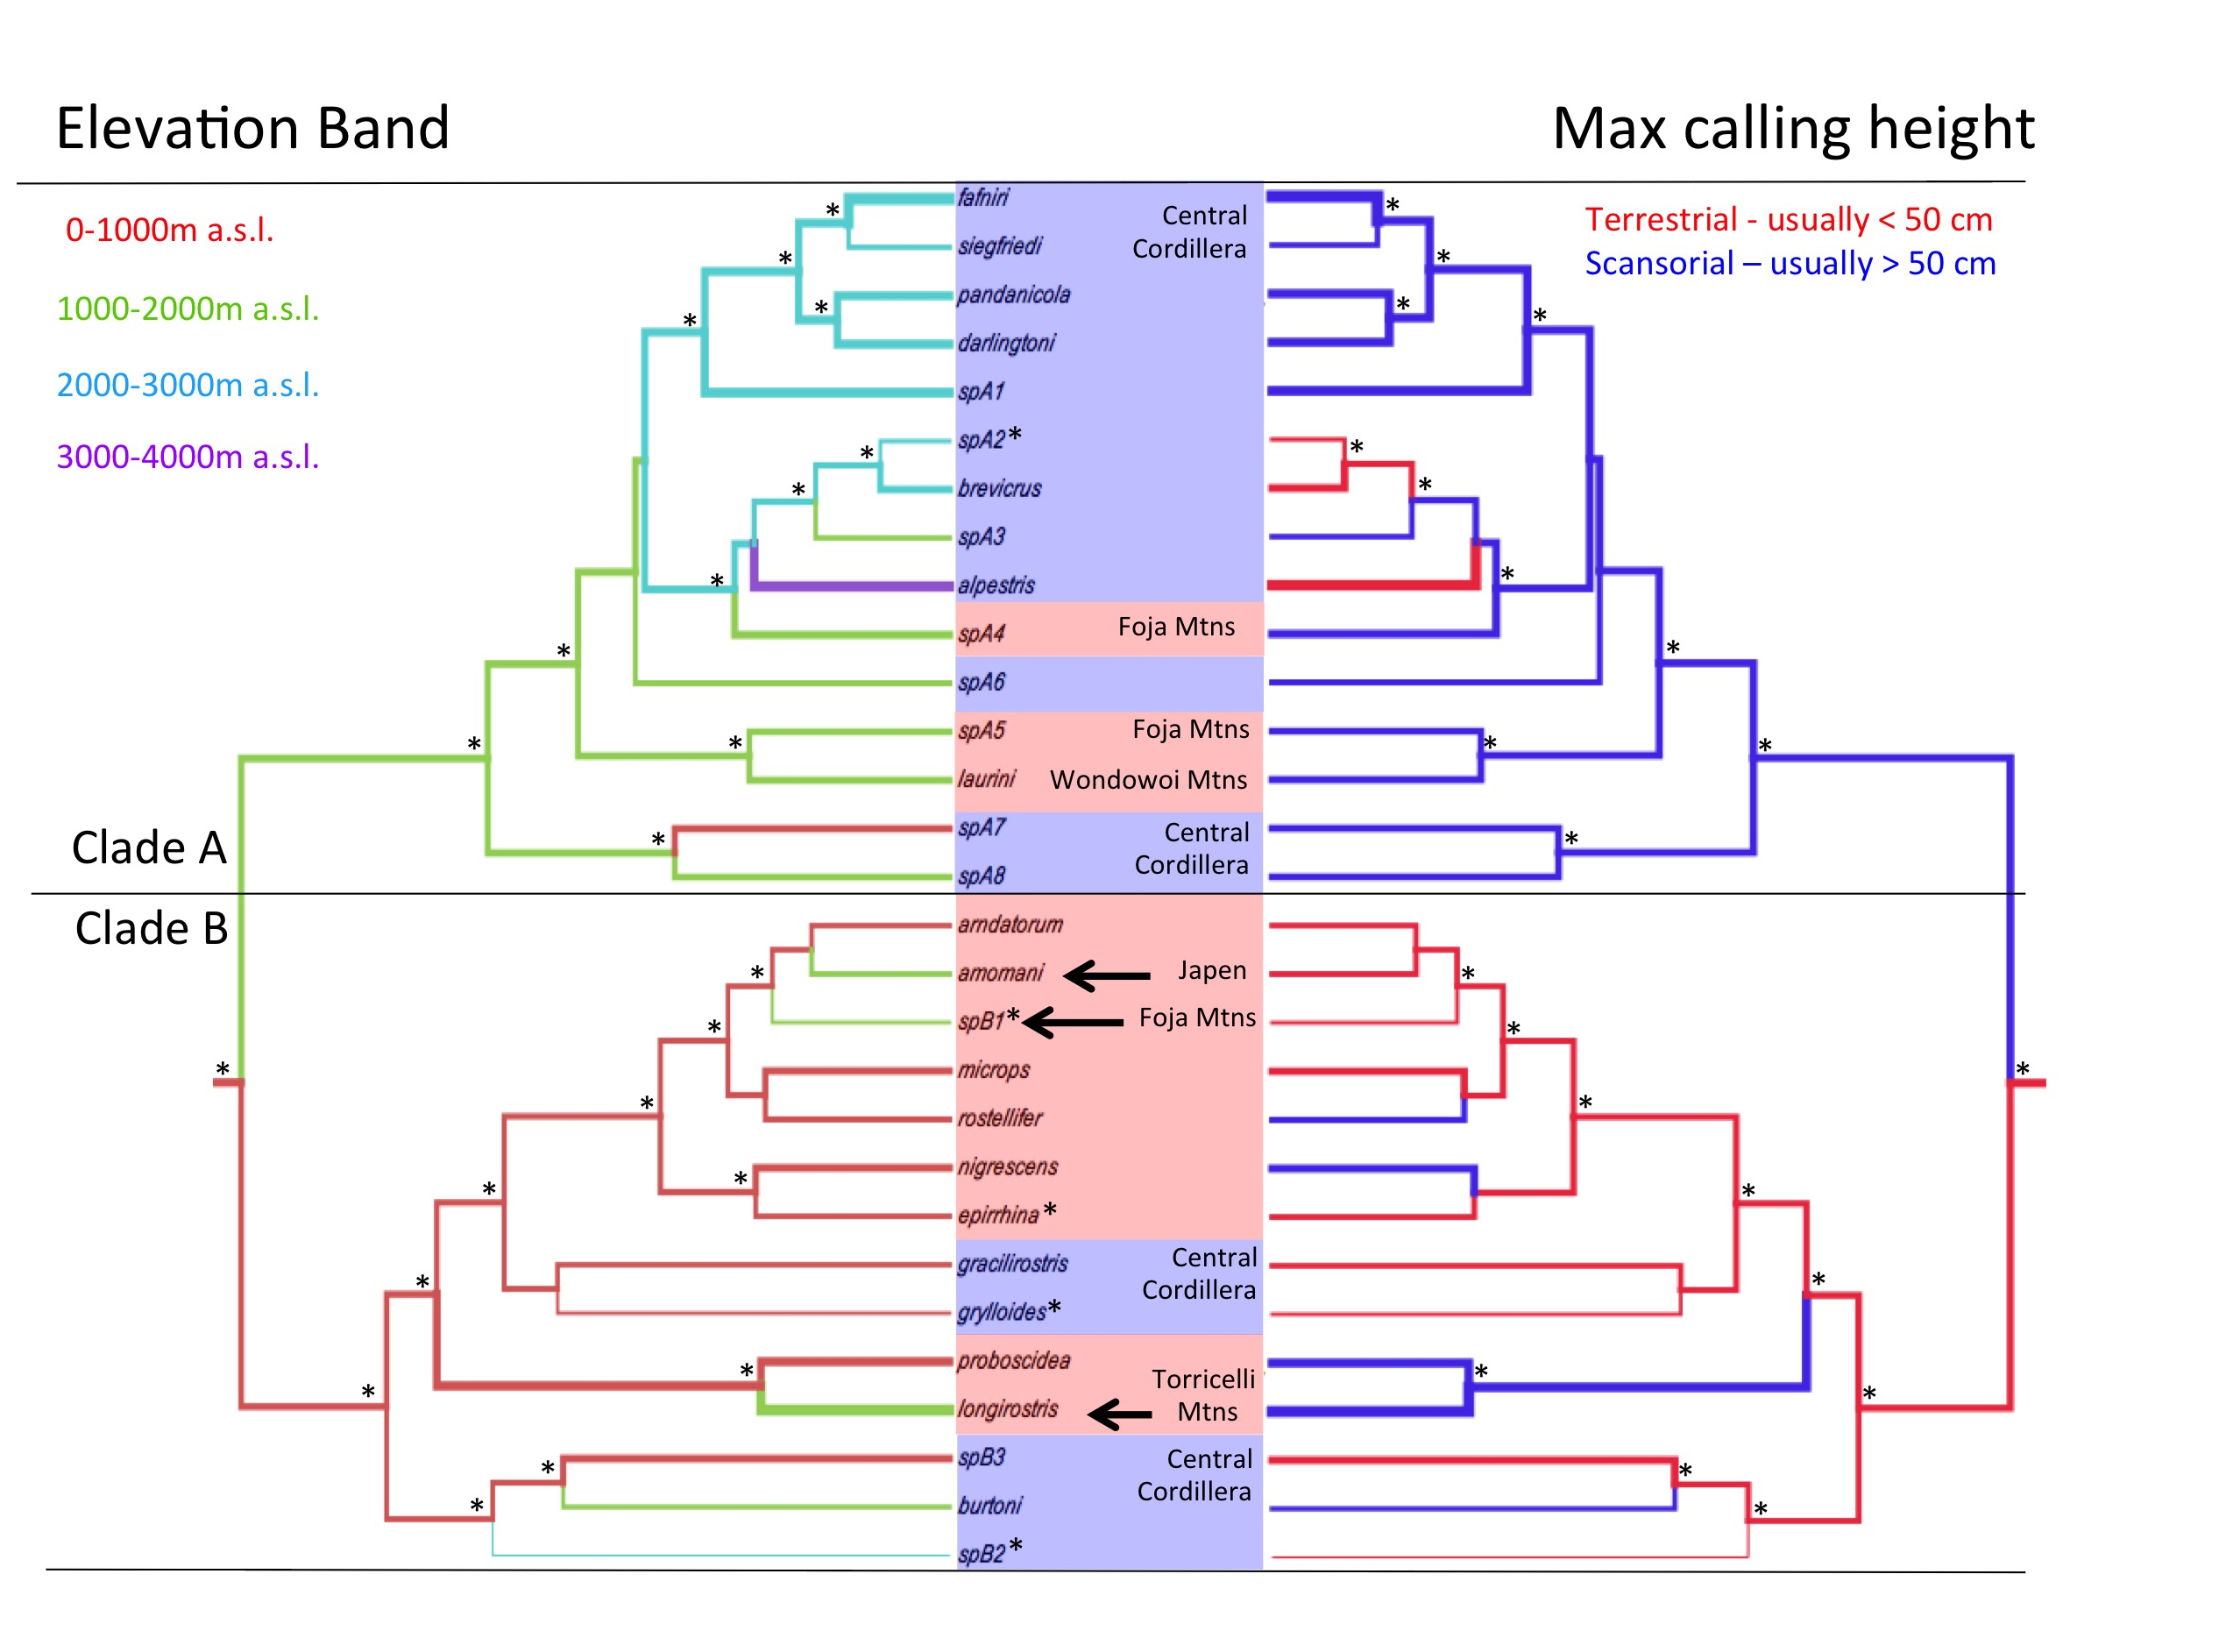 Elevation Band
Max calling height
0-1000m a.s.l.
1000-2000m a.s.l.
2000-3000m a.s.l.
3000-4000m a.s.l.
Terrestrial - usually < 50 cm
Scansorial – usually > 50 cm
fafniri
Central
Cordillera
siegfriedi
pandanicola
darlingtoni
spA1
spA2*
brevicrus
spA3
alpestris
spA4 Foja Mtns
spA6
spA5 Foja Mtns
laurini Wondowoi Mtns
spA7
Central
Cordillera
spA8
Clade A
Clade B
arndatorum
amomani Japen
spB1* Foja Mtns
microps
rostellifer
nigrescens
epirrhina*
gracilirostris
Central
Cordillera
grylloides*
proboscidea
Torricelli
Mtns
longirostris
spB3
Central
Cordillera
burtoni
spB2*